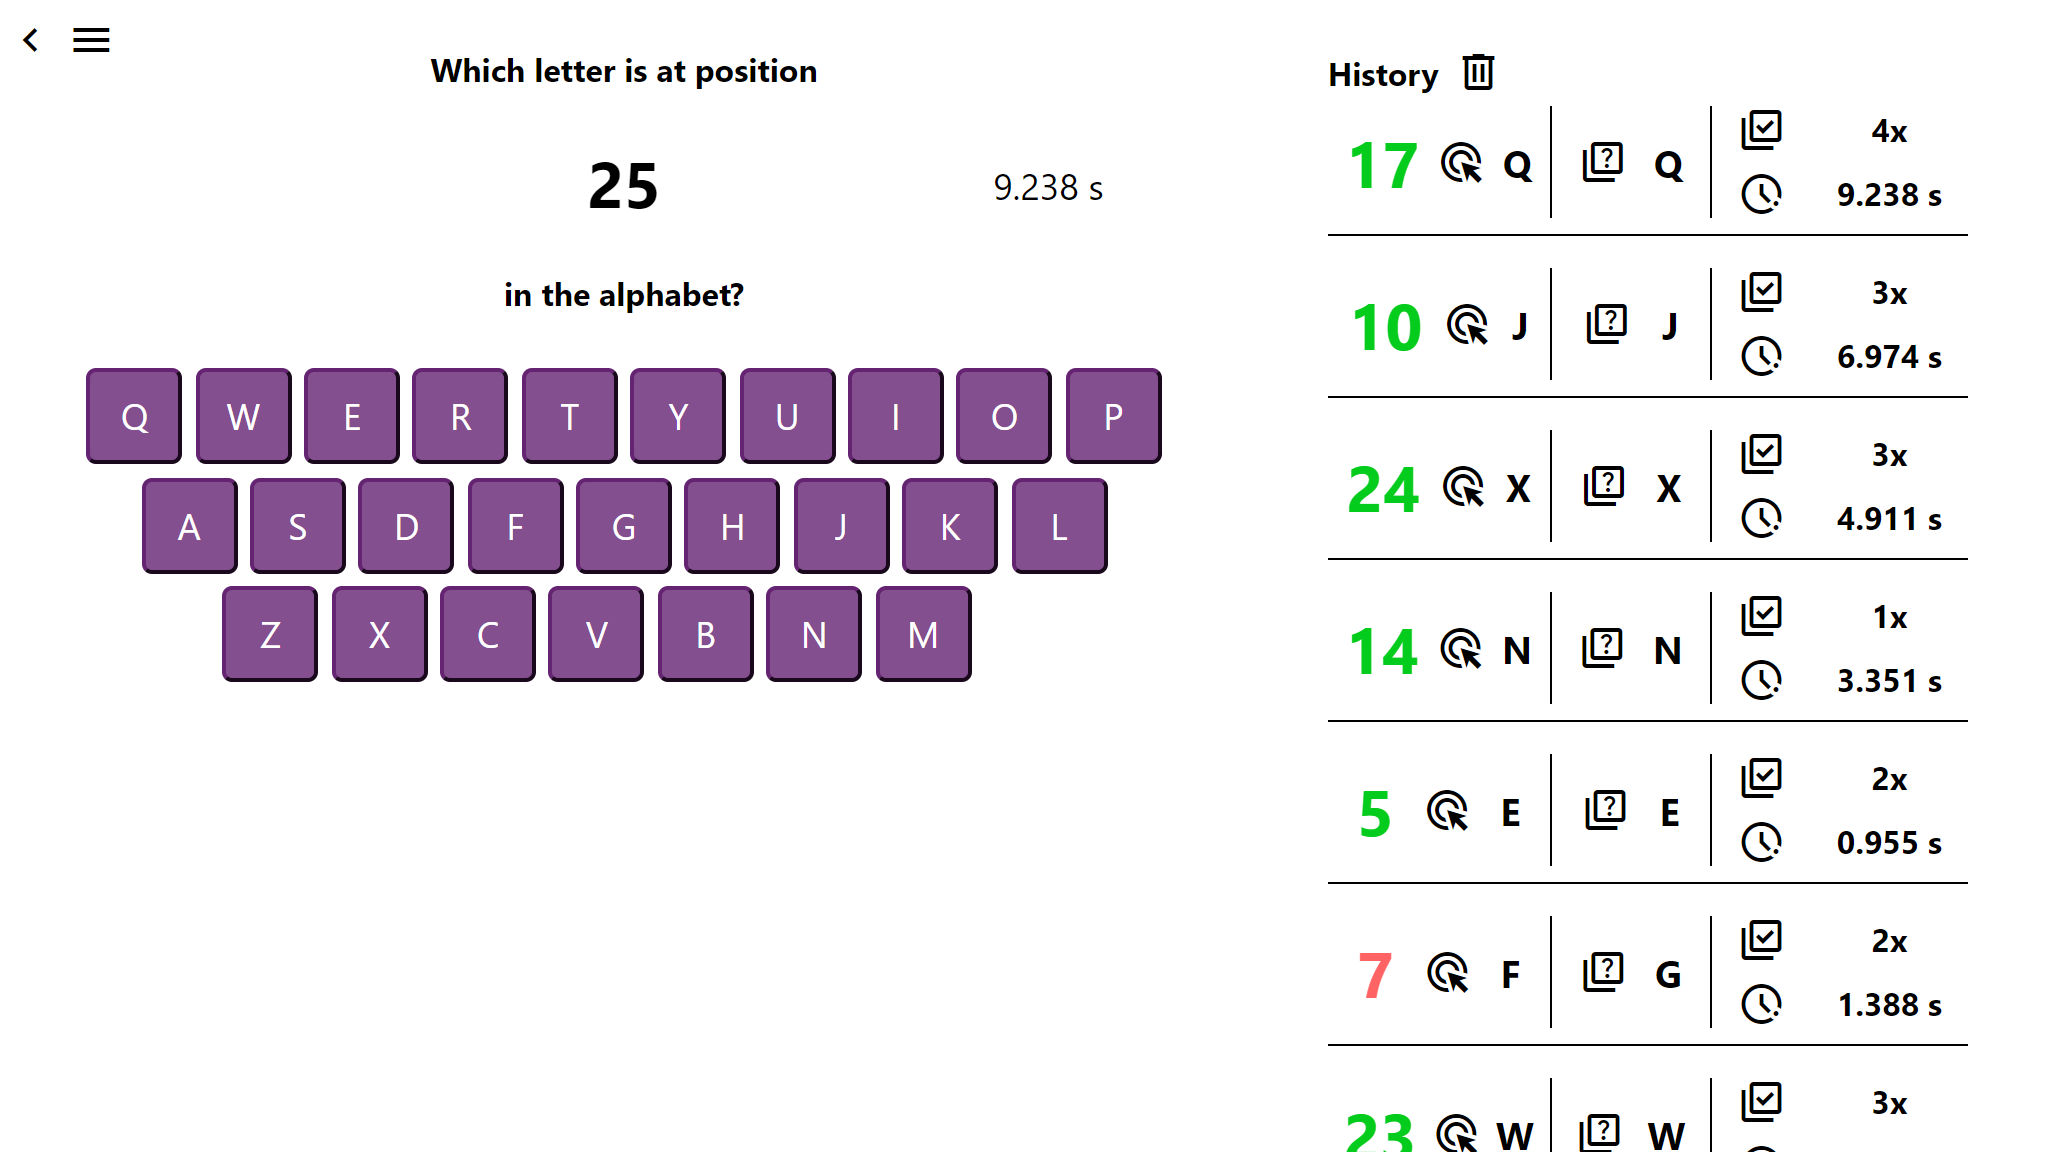 Which letter is at position
25
9.238 s
in the alphabet?
Q W E R T Y U I O P
A S D F G H J K L
Z X C V B N M
History
17 Q ? Q 4x
9.238 s
10 J ? J 3x
6.974 s
24 X ? X 3x
4.911 s
14 N ? N 1x
3.351 s
5 E ? E 2x
0.955 s
7 F ? G 2x
1.388 s
23 W ? W 3x